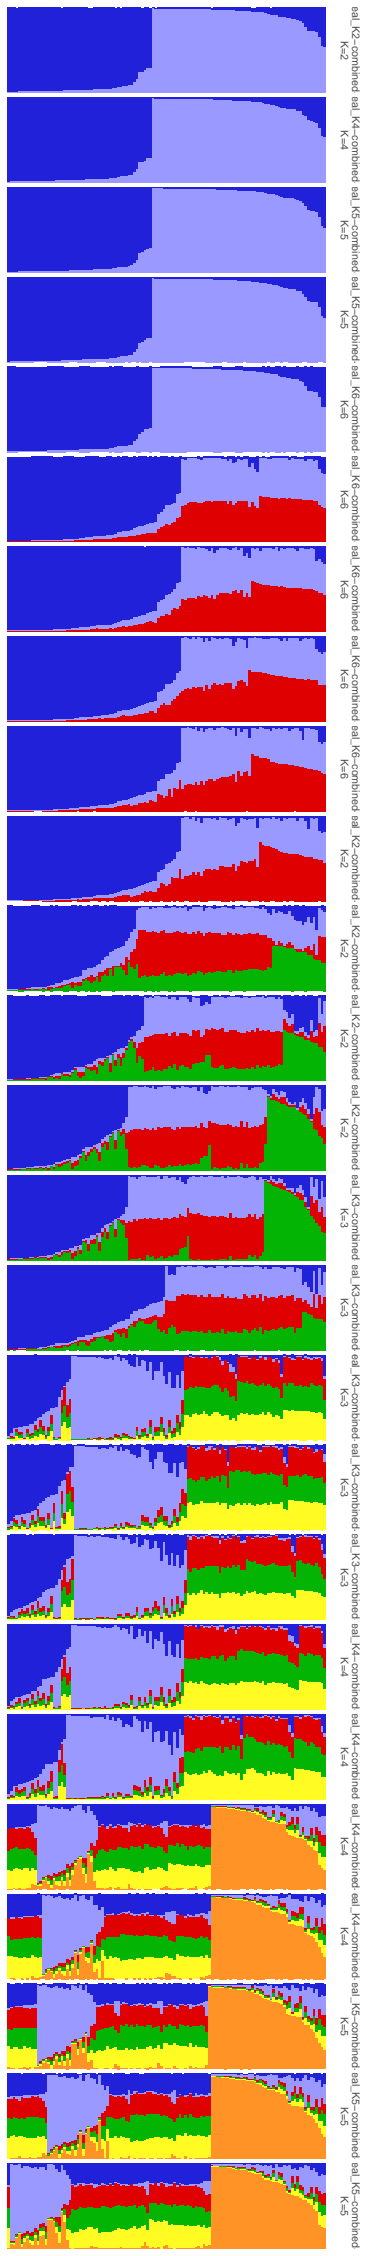 eal_K2−combined
K=2
eal_K4−combined
K=4
eal_K5−combined
K=5
eal_K5−combined
K=5
eal_K6−combined
K=6
eal_K6−combined
K=6
eal_K6−combined
K=6
eal_K6−combined
K=6
eal_K6−combined
K=6
eal_K2−combined
K=2
eal_K2−combined
K=2
eal_K2−combined
K=2
eal_K2−combined
K=2
eal_K3−combined
K=3
eal_K3−combined
K=3
eal_K3−combined
K=3
eal_K3−combined
K=3
eal_K3−combined
K=3
eal_K4−combined
K=4
eal_K4−combined
K=4
eal_K4−combined
K=4
eal_K4−combined
K=4
eal_K5−combined
K=5
eal_K5−combined
K=5
eal_K5−combined
K=5